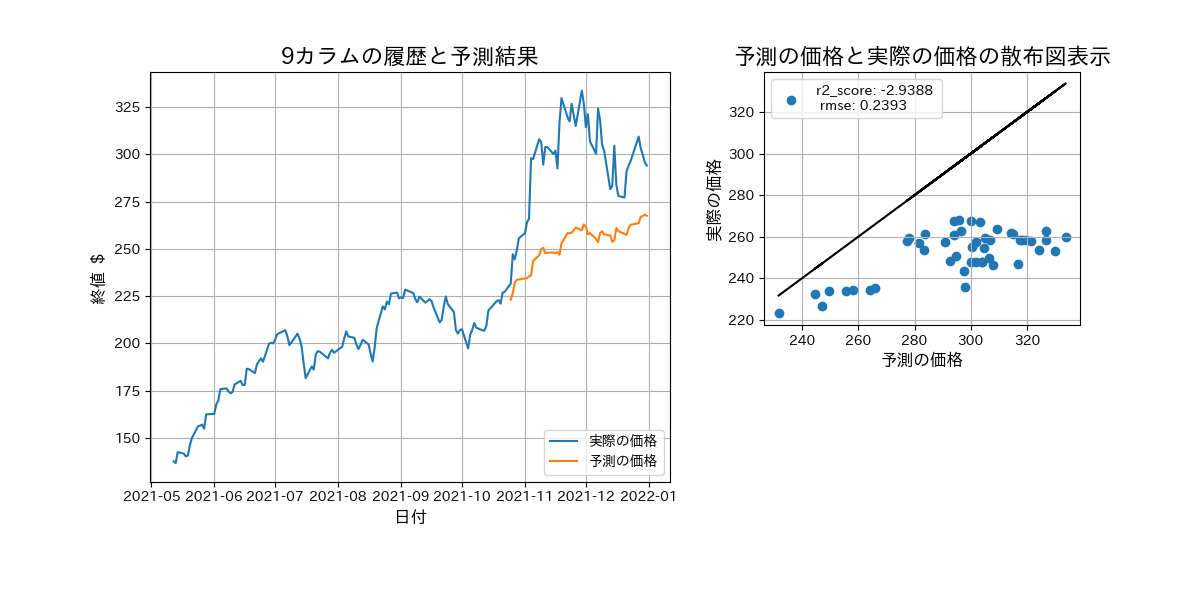 9カラムの履歴と予測結果
終値 $
325
300
275
250
225
200
175
150
2021-05 2021-06 2021-07 2021-08 2021-09 2021-10 2021-11 2021-12 2022-01
日付
実際の価格
予測の価格
予測の価格と実際の価格の散布図表示
r2_score: -2.9388
rmse: 0.2393
実際の価格
320
300
280
260
240
220
240 260 280 300 320
予測の価格